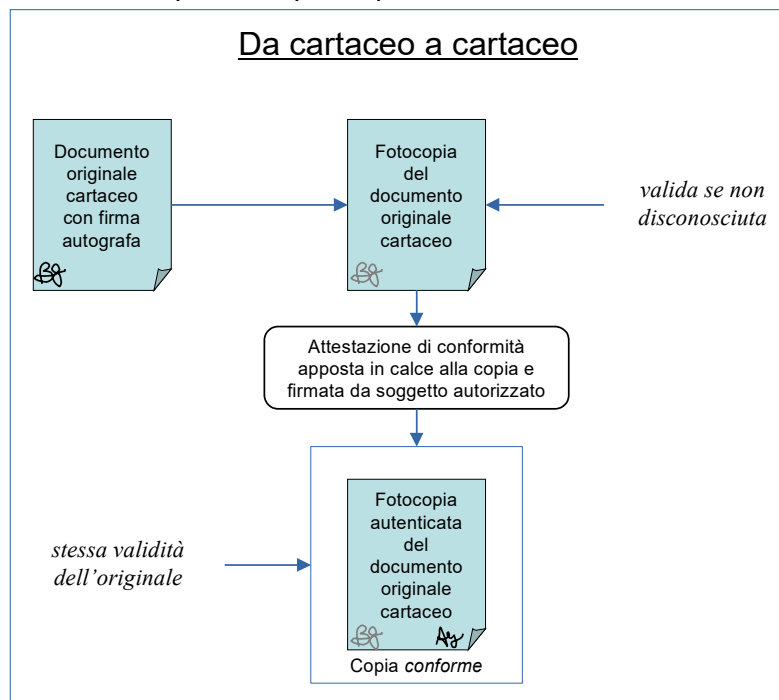 Da cartaceo a cartaceo
Documento
originale
cartaceo
con firma
autografa
Fotocopia
del
documento
originale
cartaceo
valida se non
disconosciuta
Attestazione di conformità
apposta in calce alla copia e
firmata da soggetto autorizzato
stessa validità
dell’originale
Fotocopia
autenticata
del
documento
originale
cartaceo
Copia conforme